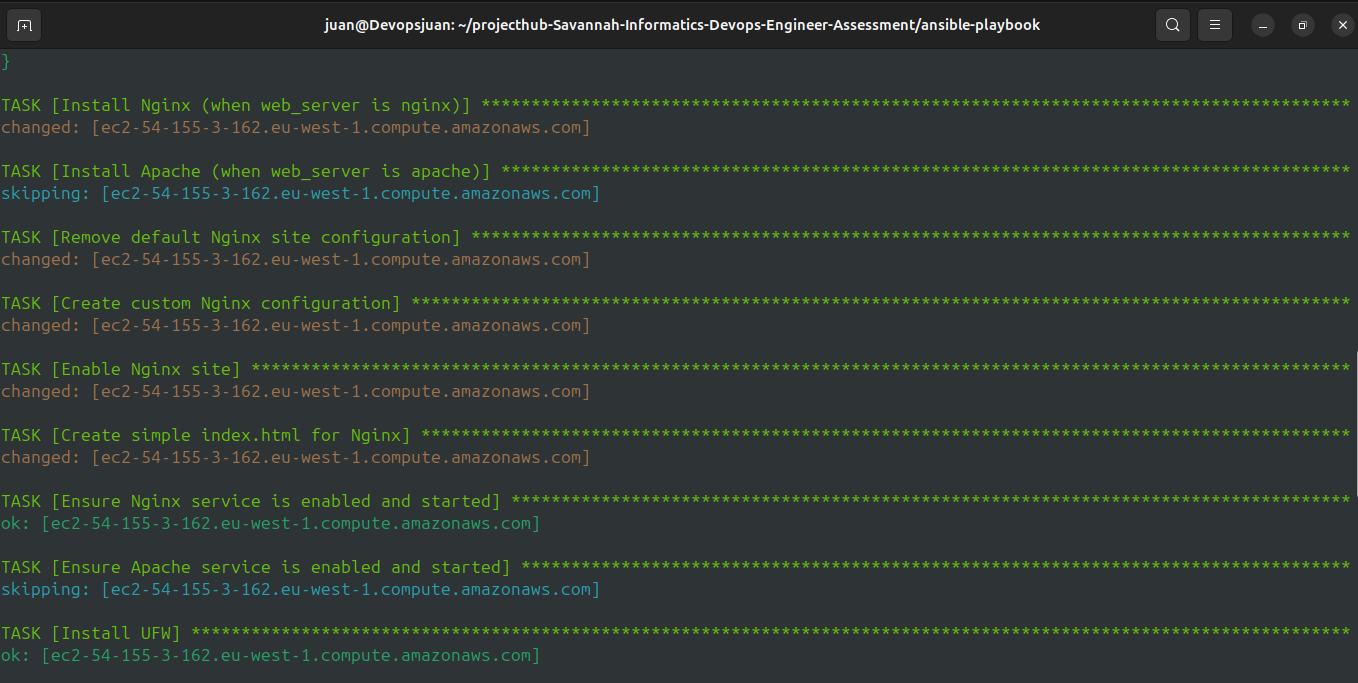 juan@Devopsjuan: ~/projecthub-Savannah-Informatics-Devops-Engineer-Assessment/ansible-playbook
}
TASK [Install Nginx (when web_server is nginx)] ***************************************************************************************
changed: [ec2-54-155-3-162.eu-west-1.compute.amazonaws.com]
TASK [Install Apache (when web_server is apache)] *************************************************************************************
skipping: [ec2-54-155-3-162.eu-west-1.compute.amazonaws.com]
TASK [Remove default Nginx site configuration] ****************************************************************************************
changed: [ec2-54-155-3-162.eu-west-1.compute.amazonaws.com]
TASK [Create custom Nginx configuration] **********************************************************************************************
changed: [ec2-54-155-3-162.eu-west-1.compute.amazonaws.com]
TASK [Enable Nginx site] **************************************************************************************************************
changed: [ec2-54-155-3-162.eu-west-1.compute.amazonaws.com]
TASK [Create simple index.html for Nginx] *********************************************************************************************
changed: [ec2-54-155-3-162.eu-west-1.compute.amazonaws.com]
TASK [Ensure Nginx service is enabled and started] ************************************************************************************
ok: [ec2-54-155-3-162.eu-west-1.compute.amazonaws.com]
TASK [Ensure Apache service is enabled and started] ***********************************************************************************
skipping: [ec2-54-155-3-162.eu-west-1.compute.amazonaws.com]
TASK [Install UFW] ********************************************************************************************************************
ok: [ec2-54-155-3-162.eu-west-1.compute.amazonaws.com]